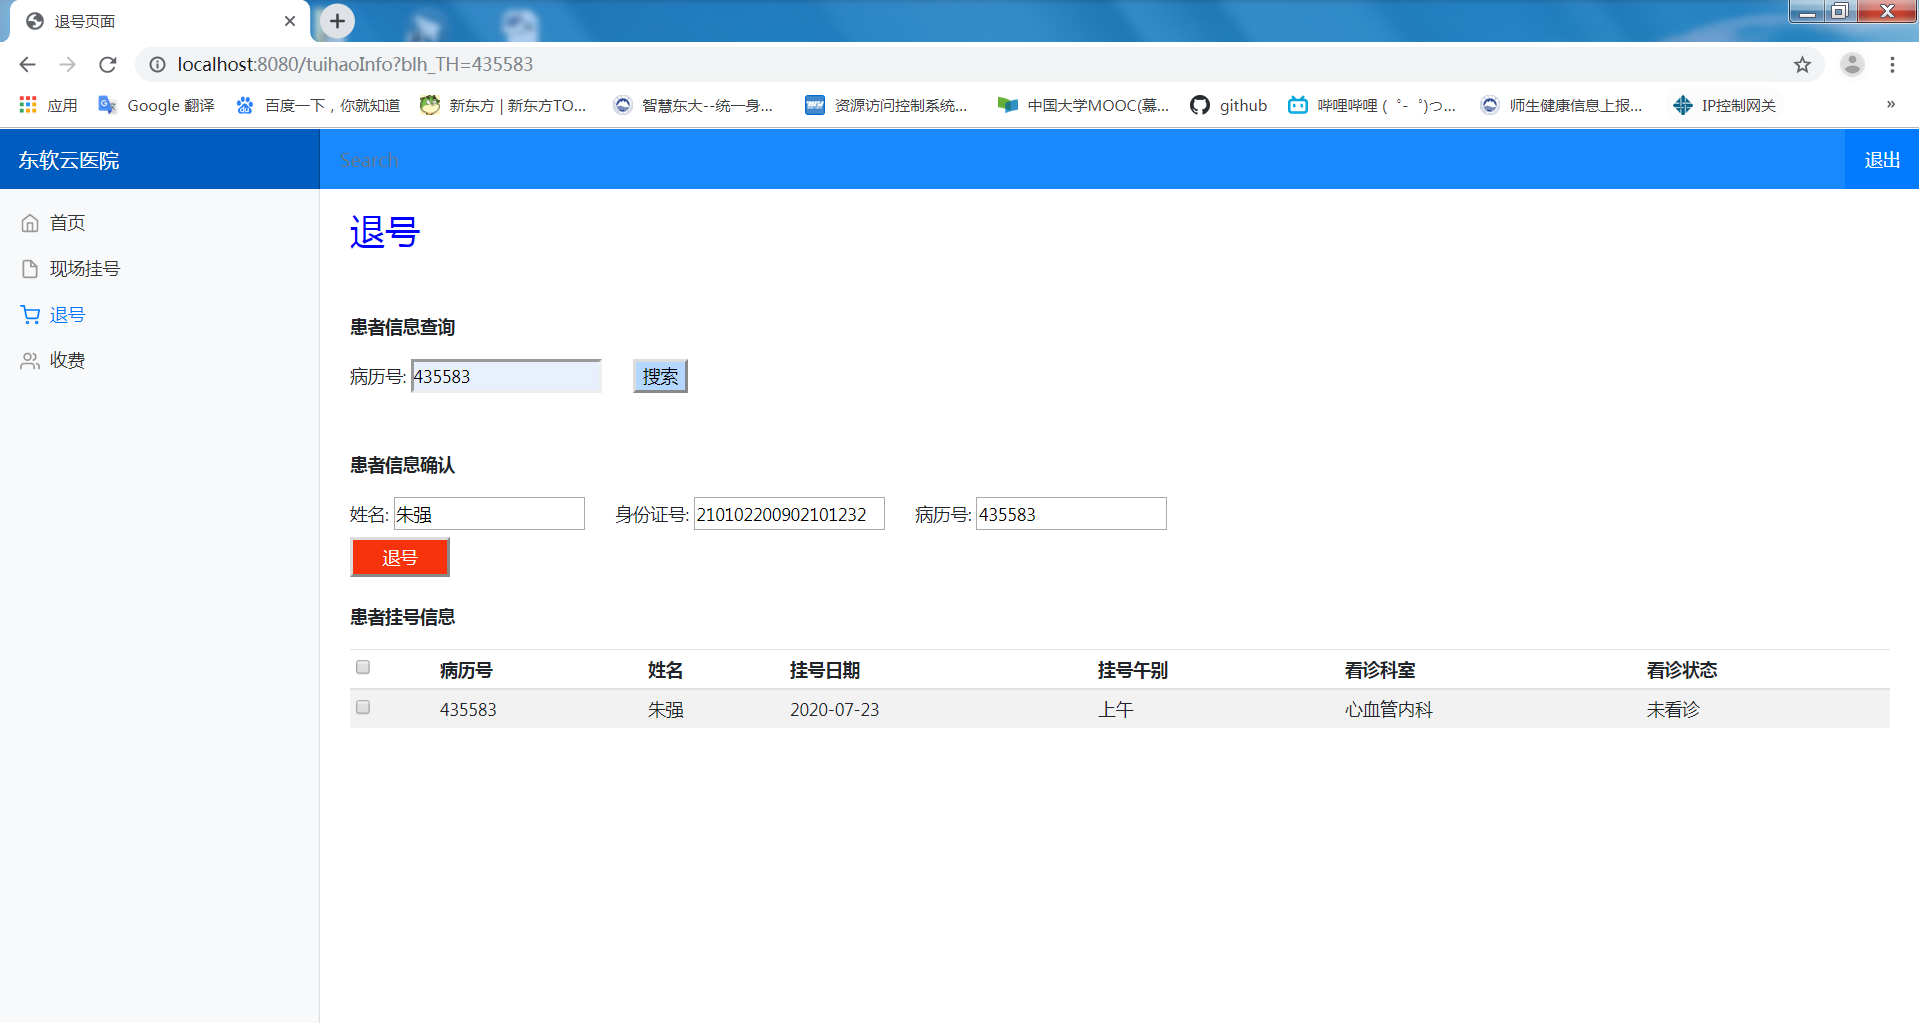 退号页面
localhost:8080/tuihaoInfo?blh_TH=435583
应用 Google 翻译 百度一下，你就知道 新东方 | 新东方TO... 智慧东大--统一身... 资源访问控制系统... 中国大学MOOC(慕... github 哔哩哔哩 ( ゜- ゜)つ... 师生健康信息上报... IP控制网关 »
东软云医院 Search 退出
首页
现场挂号
退号
收费
退号
患者信息查询
病历号: 435583 搜索
患者信息确认
姓名: 朱强 身份证号: 210102200902101232 病历号: 435583
退号
患者挂号信息
病历号 姓名 挂号日期 挂号午别 看诊科室 看诊状态
435583 朱强 2020-07-23 上午 心血管内科 未看诊